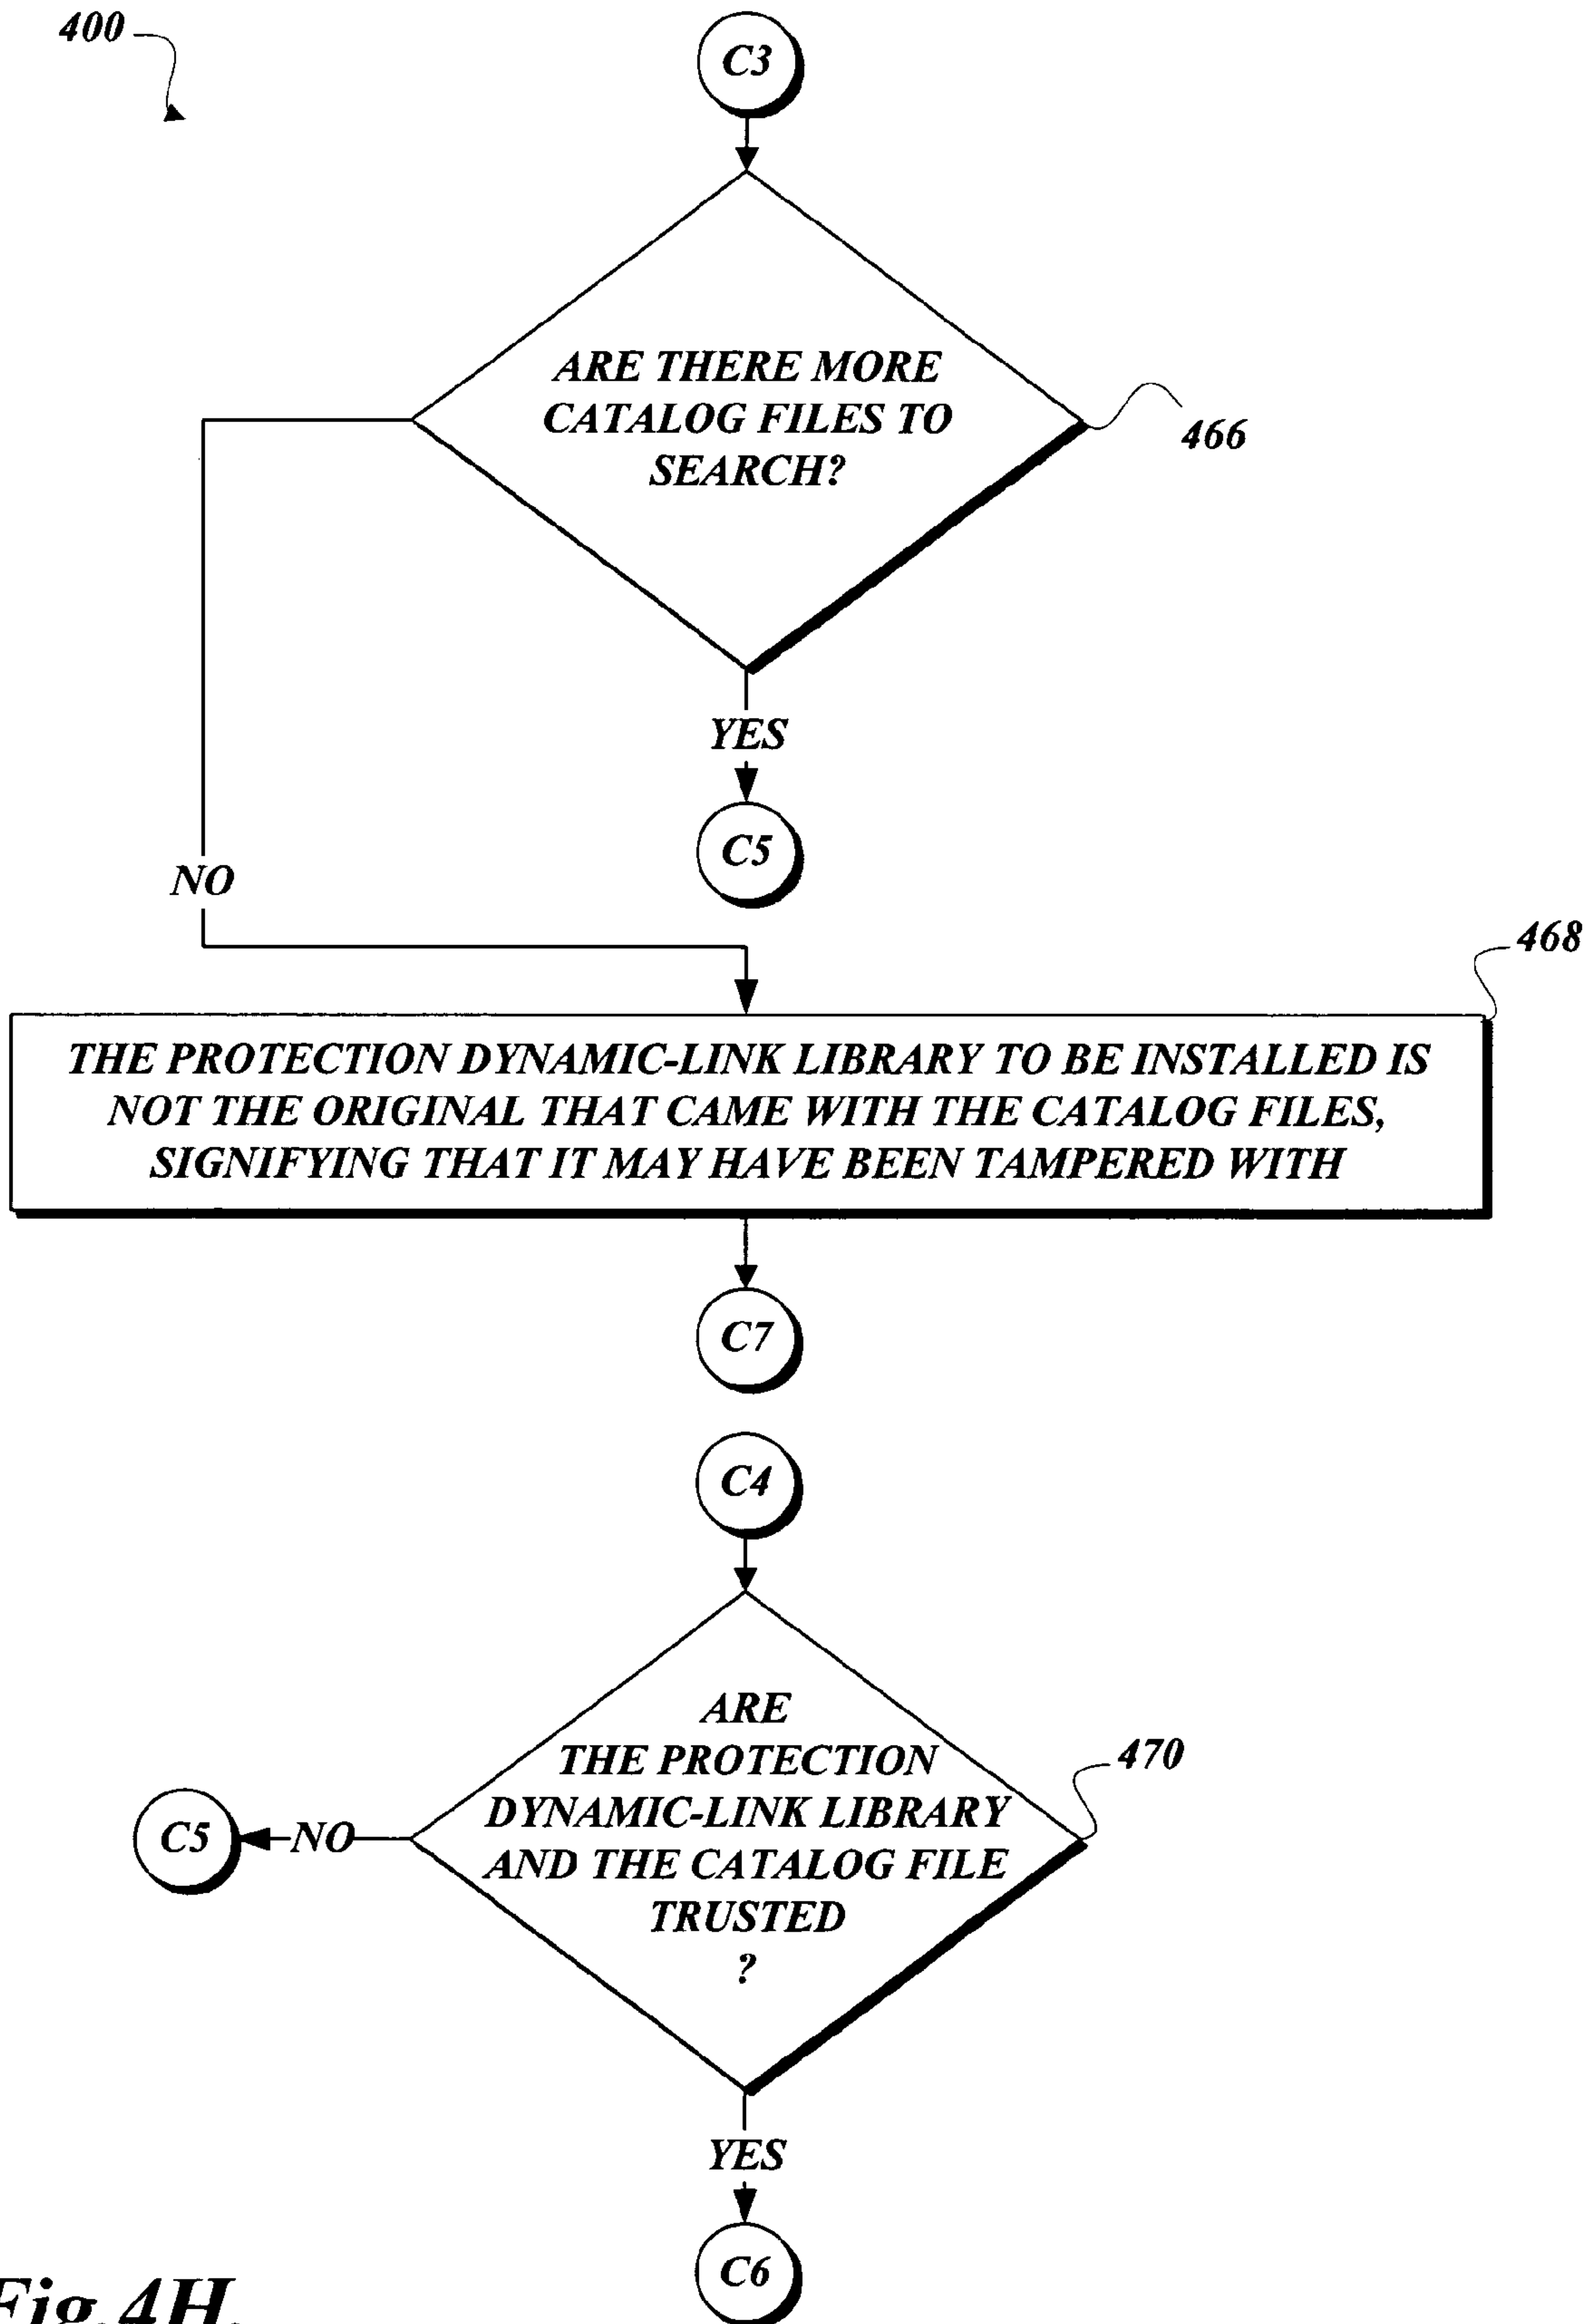 400
C3
ARE THERE MORE
CATALOG FILES TO
SEARCH?
466
YES
C5
NO
468
THE PROTECTION DYNAMIC-LINK LIBRARY TO BE INSTALLED IS
NOT THE ORIGINAL THAT CAME WITH THE CATALOG FILES,
SIGNIFYING THAT IT MAY HAVE BEEN TAMPERED WITH
C7
C4
ARE
THE PROTECTION
DYNAMIC-LINK LIBRARY
AND THE CATALOG FILE
TRUSTED
?
470
C5
NO
YES
C6
Fig.4H.